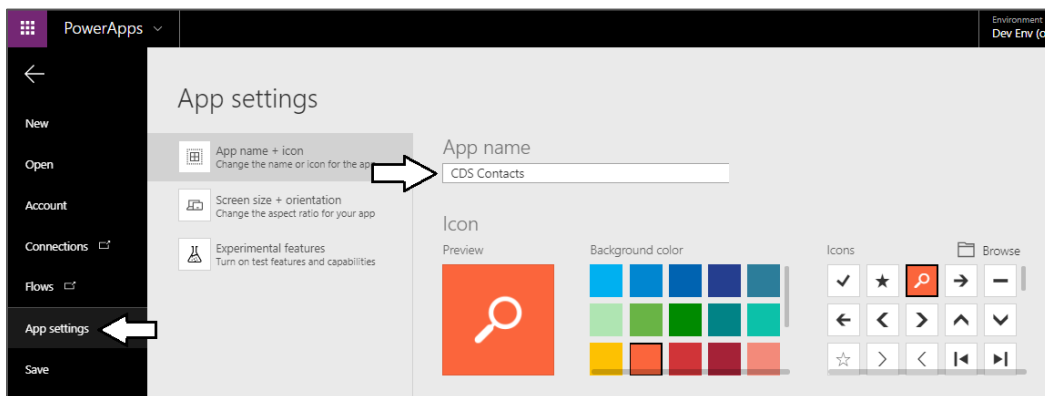 PowerApps
Environment
Dev Env (o
New
Open
Account
Connections
Flows
App settings
Save
App settings
App name + icon
Change the name or icon for the app
Screen size + orientation
Change the aspect ratio for your app
Experimental features
Turn on test features and capabilities
App name
CDS Contacts
Icon
Preview
Background color
Icons
Browse